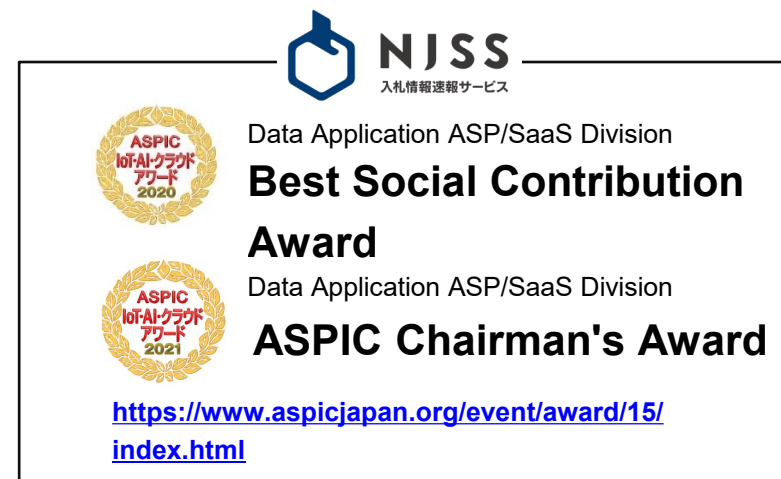 NJSS
入札情報速報サービス
ASPIC
IoT・AI・クラウド
アワード
2020
Data Application ASP/SaaS Division
Best Social Contribution
Award
ASPIC
IoT・AI・クラウド
アワード
2021
Data Application ASP/SaaS Division
ASPIC Chairman's Award
https://www.aspicjapan.org/event/award/15/
index.html